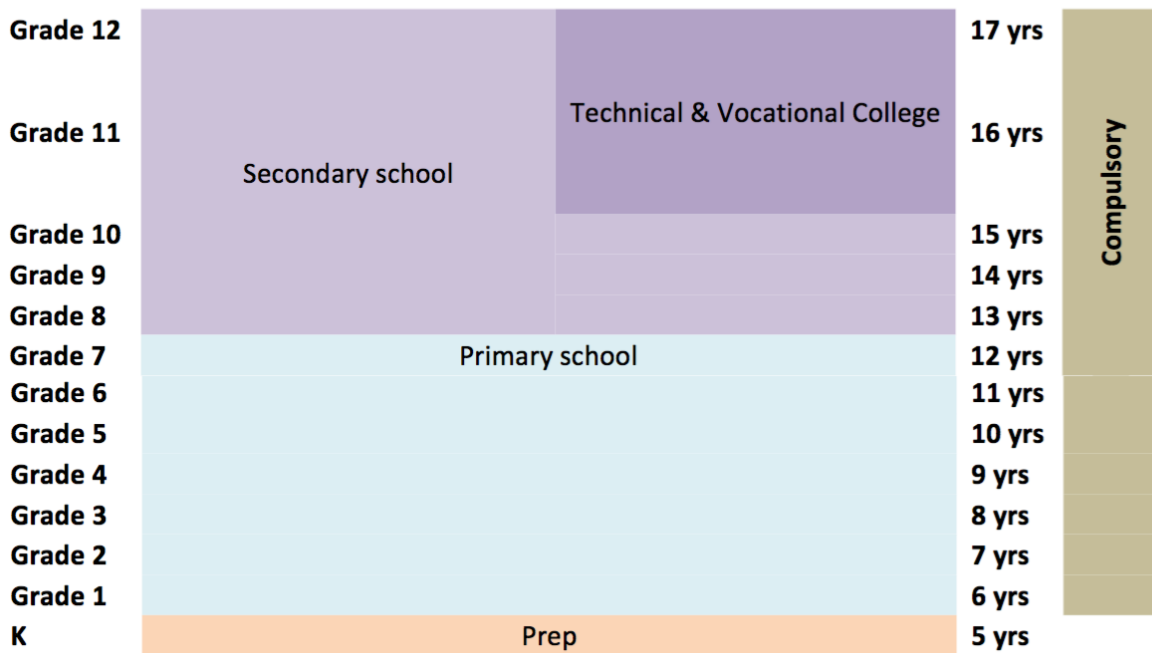 Grade 12
17 yrs
Technical & Vocational College
Grade 11
16 yrs
Secondary school
Compulsory
Grade 10
15 yrs
Grade 9
14 yrs
Grade 8
13 yrs
Grade 7
Primary school
12 yrs
Grade 6
11 yrs
Grade 5
10 yrs
Grade 4
9 yrs
Grade 3
8 yrs
Grade 2
7 yrs
Grade 1
6 yrs
K
Prep
5 yrs